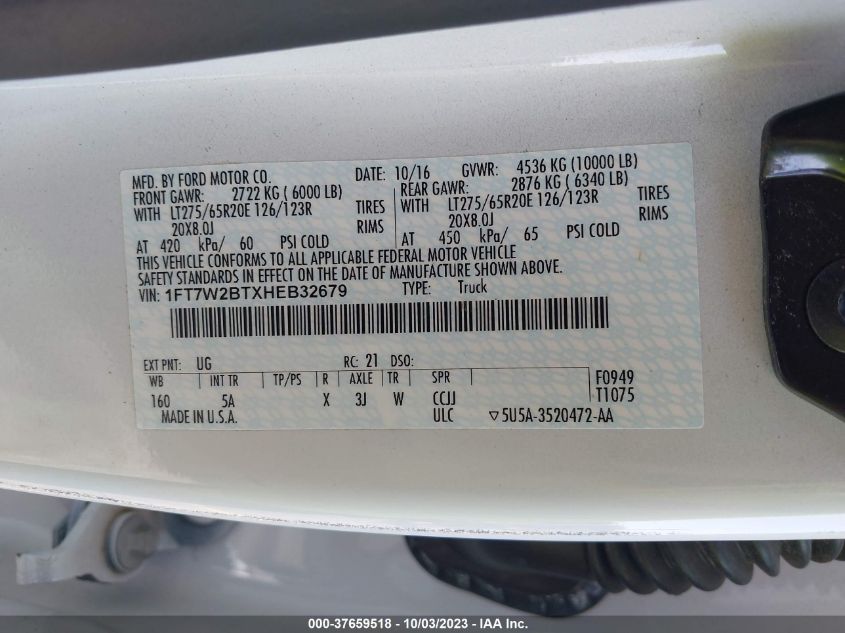 MFD. BY FORD MOTOR CO. DATE: 10/16 GVWR: 4536 KG (10000 LB)
FRONT GAWR: 2722 KG ( 6000 LB) REAR GAWR: 2876 KG ( 6340 LB)
WITH LT275/65R20E 126/123R TIRES WITH LT275/65R20E 126/123R TIRES
20X8.0J RIMS 20X8.0J RIMS
AT 420 kPa/ 60 PSI COLD AT 450 kPa/ 65 PSI COLD
THIS VEHICLE CONFORMS TO ALL APPLICABLE FEDERAL MOTOR VEHICLE
SAFETY STANDARDS IN EFFECT ON THE DATE OF MANUFACTURE SHOWN ABOVE.
VIN: 1FT7W2BTXHEB32679 TYPE: Truck
EXT PNT: UG RC: 21 DSO:
WB INT TR TP/PS R AXLE TR SPR F0949
160 5A X 3J W CCJJ T1075
MADE IN U.S.A. ULC ▽5U5A-3520472-AA
000-37659518 - 10/03/2023 - IAAI.com